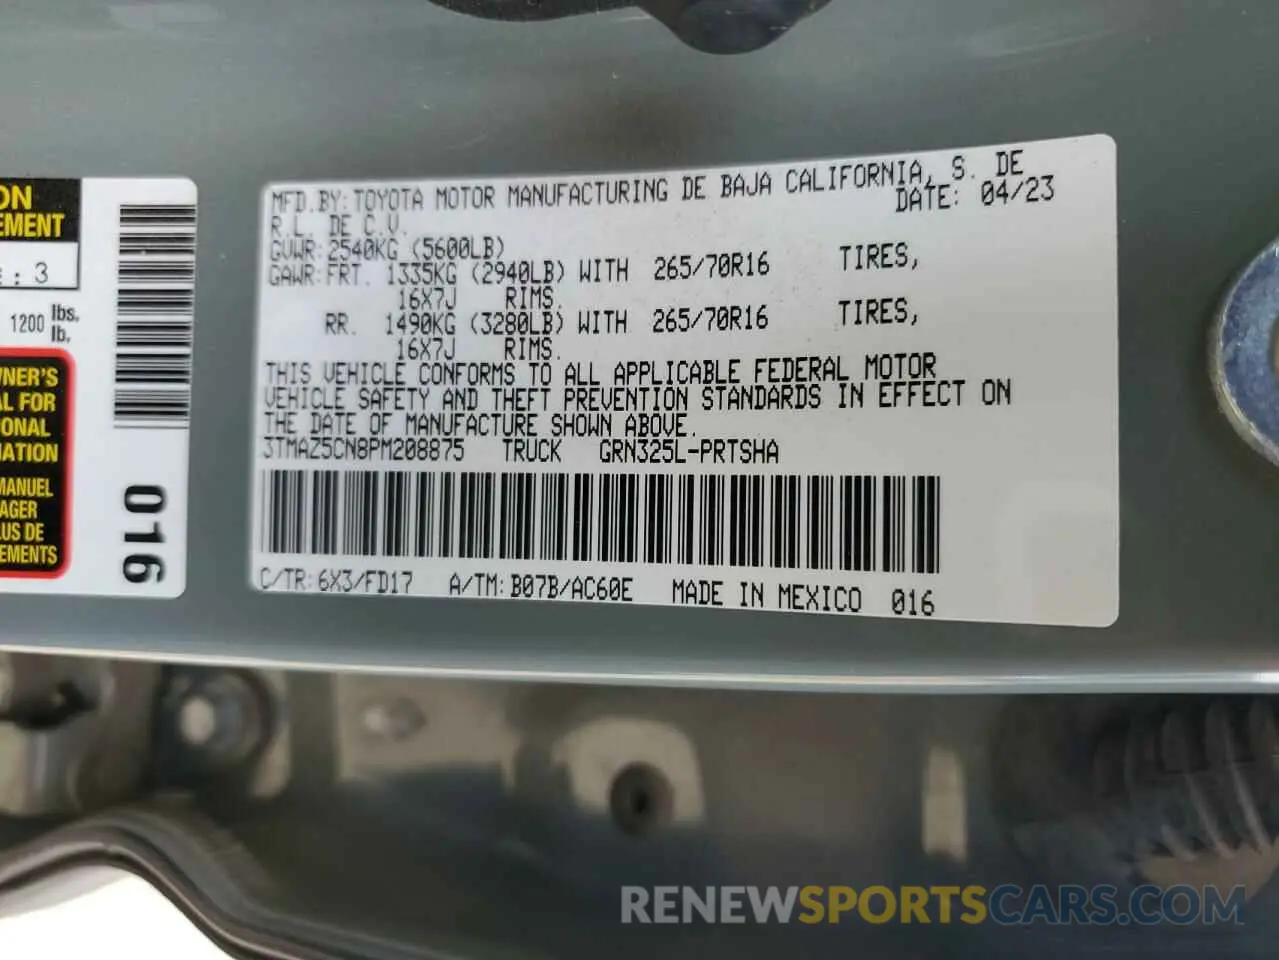 MFD.BY:TOYOTA MOTOR MANUFACTURING DE BAJA CALIFORNIA, S. DE
R.L. DE C.V. DATE: 04/23
GVWR:2540KG (5600LB)
GAWR:FRT. 1335KG (2940LB) WITH 265/70R16 TIRES,
16X7J RIMS.
RR. 1490KG (3280LB) WITH 265/70R16 TIRES,
16X7J RIMS.
THIS VEHICLE CONFORMS TO ALL APPLICABLE FEDERAL MOTOR
VEHICLE SAFETY AND THEFT PREVENTION STANDARDS IN EFFECT ON
THE DATE OF MANUFACTURE SHOWN ABOVE.
3TMAZ5CN8PM208875 TRUCK GRN325L-PRTSHA
C/TR:6X3/FD17 A/TM:B07B/AC60E MADE IN MEXICO 016
ON
EMENT
: 3
1200 lbs.
lb.
WNER'S
AL FOR
IONAL
MATION
MANUEL
AGER
LUS DE
EMENTS
016
RENEWSPORTSCARS.COM